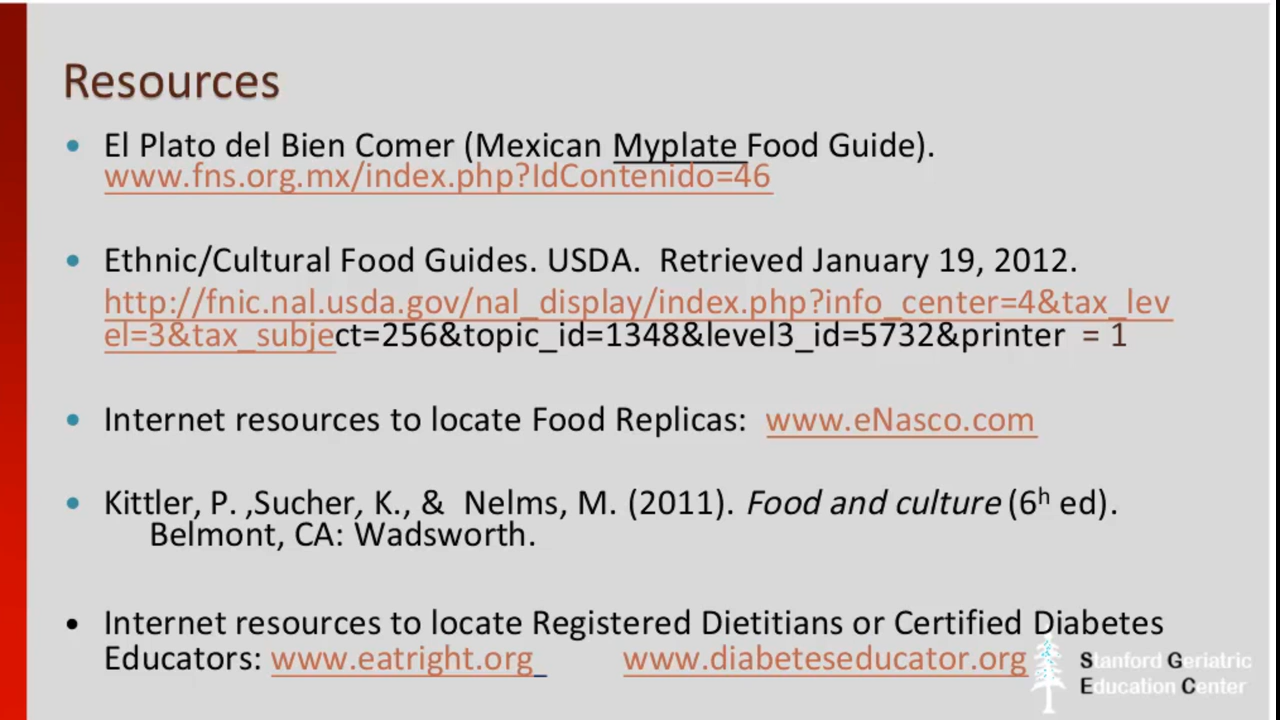 Resources
El Plato del Bien Comer (Mexican Myplate Food Guide).
www.fns.org.mx/index.php?IdContenido=46
Ethnic/Cultural Food Guides. USDA.  Retrieved January 19, 2012.
http://fnic.nal.usda.gov/nal_display/index.php?info_center=4&tax_lev
el=3&tax_subject=256&topic_id=1348&level3_id=5732&printer = 1
Internet resources to locate Food Replicas:  www.eNasco.com
Kittler, P. ,Sucher, K., &  Nelms, M. (2011). Food and culture (6h ed).
Belmont, CA: Wadsworth.
Internet resources to locate Registered Dietitians or Certified Diabetes
Educators: www.eatright.org_ www.diabeteseducator.org
Stanford Geriatric
Education Center